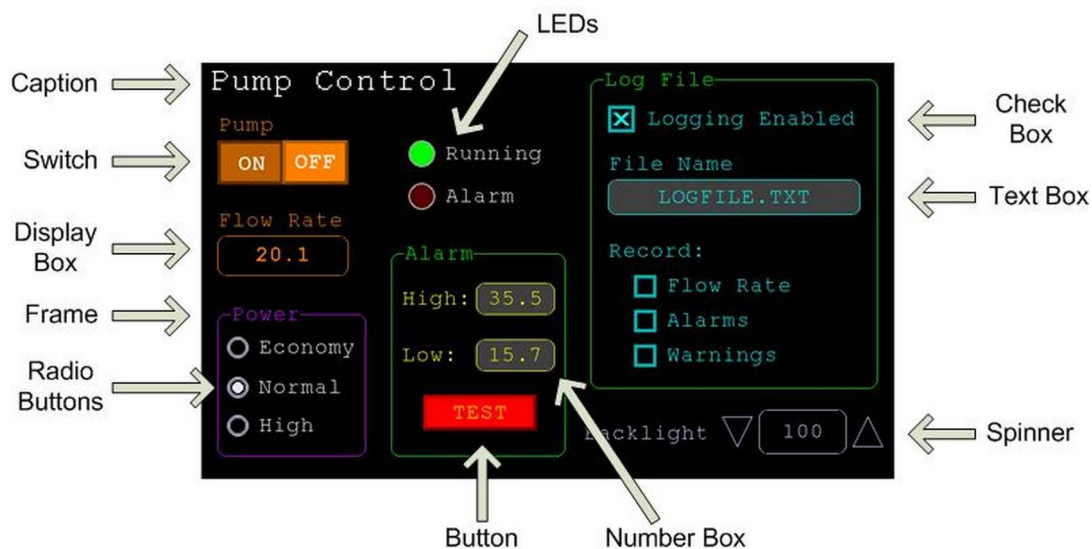 LEDs
Caption
Pump Control
Log File
Check
Box
Logging Enabled
Pump
Switch
ON OFF
Running
File Name
Text Box
LOGFILE.TXT
Alarm
Flow Rate
Display
Box
20.1
Alarm
Record:
Flow Rate
High: 35.5
Frame
Power
Alarms
Economy
Low: 15.7
Warnings
Radio
Buttons
Normal
TEST
High
Backlight 100
Spinner
Button
Number Box